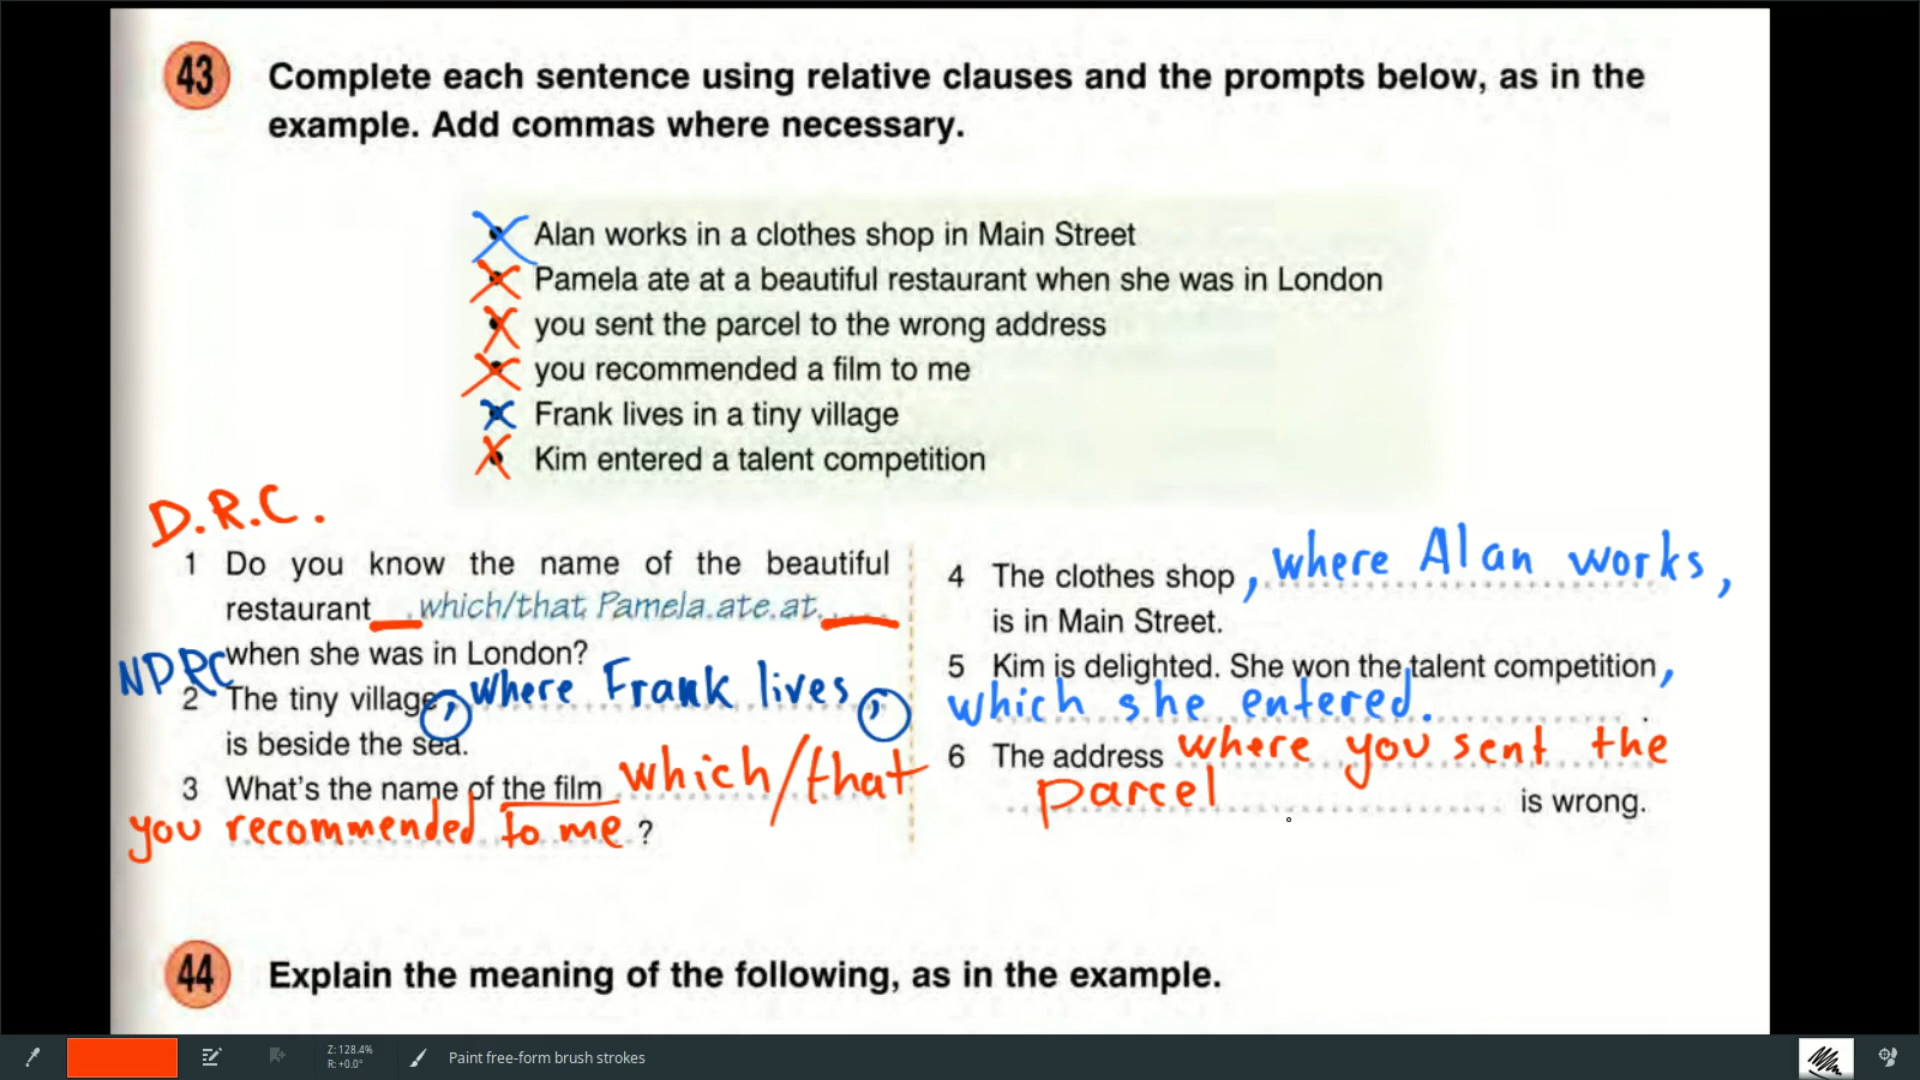 43 Complete each sentence using relative clauses and the prompts below, as in the
example. Add commas where necessary.
Alan works in a clothes shop in Main Street
Pamela ate at a beautiful restaurant when she was in London
you sent the parcel to the wrong address
you recommended a film to me
Frank lives in a tiny village
Kim entered a talent competition
D.R.C.
1 Do you know the name of the beautiful
restaurant which/that Pamela ate at
when she was in London?
NDRC
2 The tiny village, where Frank lives,
is beside the sea.
3 What's the name of the film which/that
you recommended to me ?
4 The clothes shop, where Alan works,
is in Main Street.
5 Kim is delighted. She won the talent competition,
which she entered. .
6 The address where you sent the
parcel is wrong.
44 Explain the meaning of the following, as in the example.
Z: 128.4%
R: +0.0°
Paint free-form brush strokes